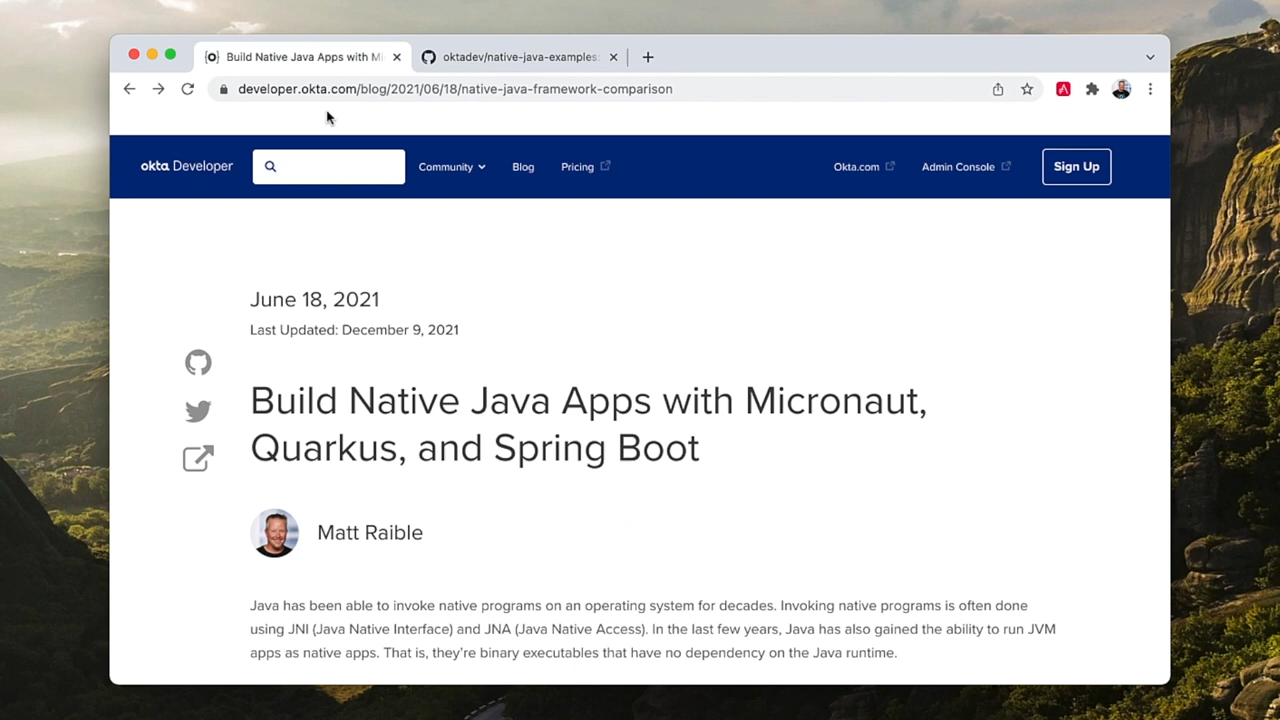 Build Native Java Apps with Mi
oktadev/native-java-examples:
developer.okta.com/blog/2021/06/18/native-java-framework-comparison
okta Developer
Community
Blog
Pricing
Okta.com
Admin Console
Sign Up
June 18, 2021
Last Updated: December 9, 2021
Build Native Java Apps with Micronaut,
Quarkus, and Spring Boot
Matt Raible
Java has been able to invoke native programs on an operating system for decades. Invoking native programs is often done
using JNI (Java Native Interface) and JNA (Java Native Access). In the last few years, Java has also gained the ability to run JVM
apps as native apps. That is, they’re binary executables that have no dependency on the Java runtime.